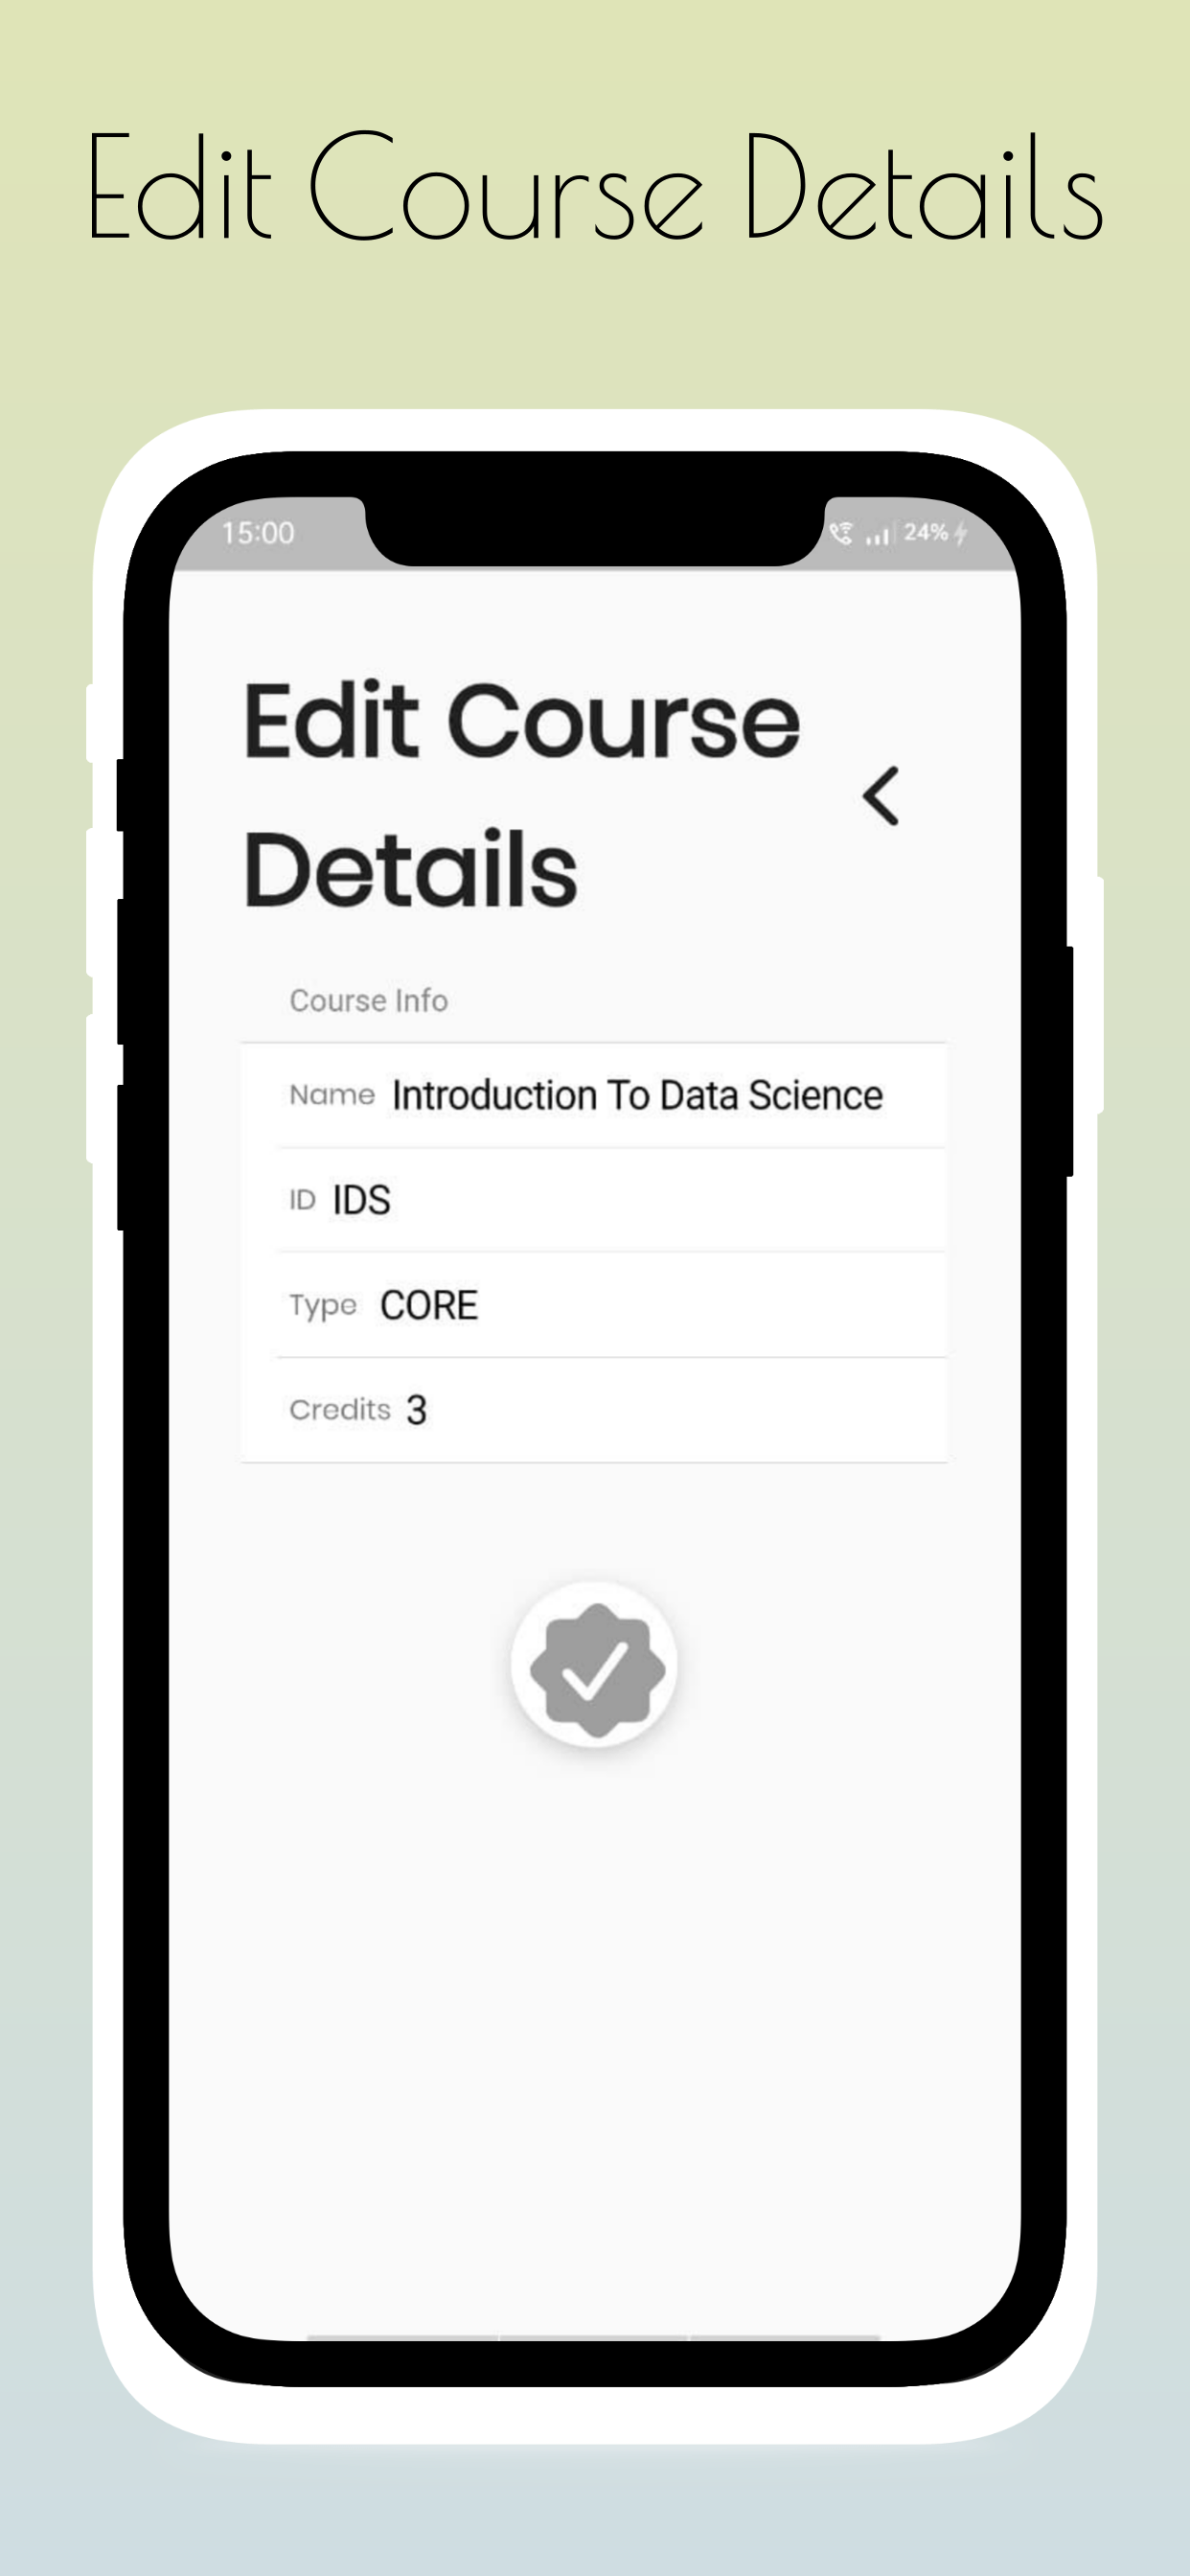 Edit Course Details
15:00 24%
Edit Course
Details
Course Info
Name Introduction To Data Science
ID IDS
Type CORE
Credits 3